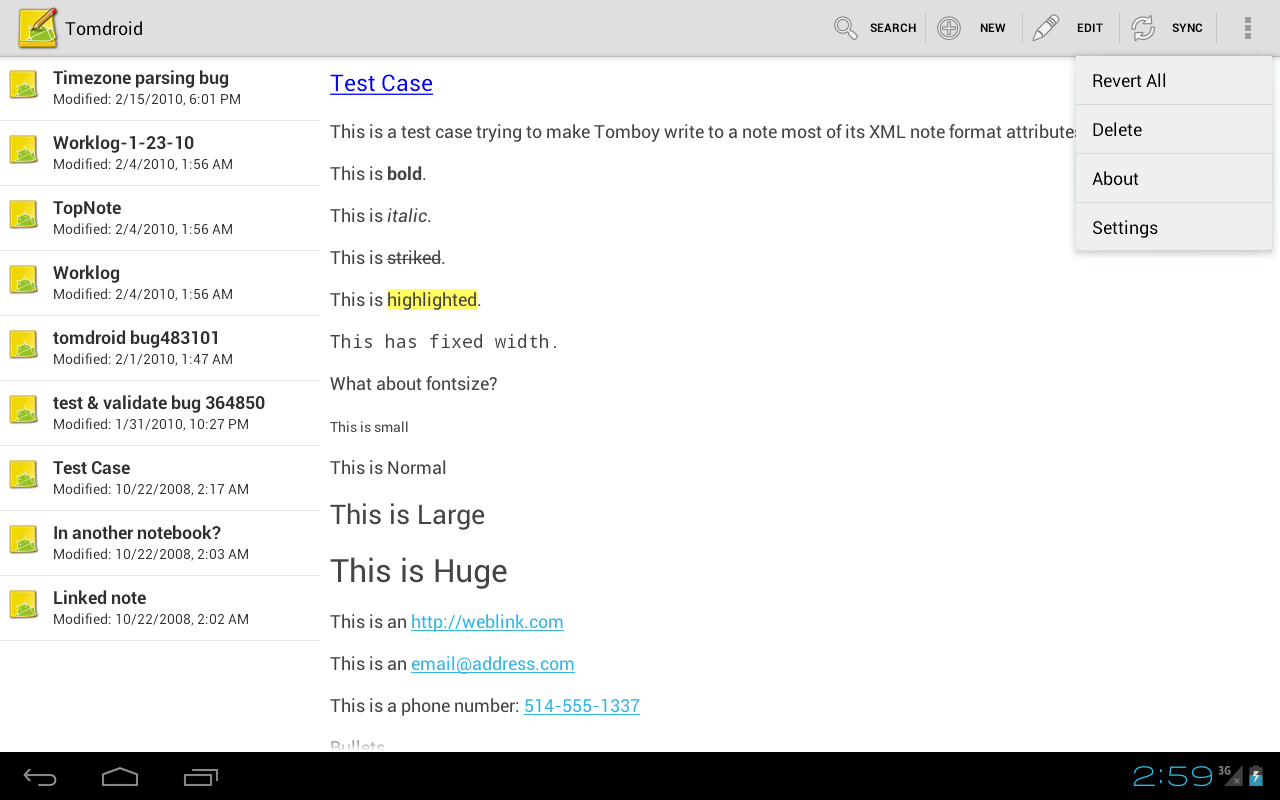 Tomdroid
SEARCH
NEW
EDIT
SYNC
Timezone parsing bug
Modified: 2/15/2010, 6:01 PM
Worklog-1-23-10
Modified: 2/4/2010, 1:56 AM
TopNote
Modified: 2/4/2010, 1:56 AM
Worklog
Modified: 2/4/2010, 1:56 AM
tomdroid bug483101
Modified: 2/1/2010, 1:47 AM
test & validate bug 364850
Modified: 1/31/2010, 10:27 PM
Test Case
Modified: 10/22/2008, 2:17 AM
In another notebook?
Modified: 10/22/2008, 2:03 AM
Linked note
Modified: 10/22/2008, 2:02 AM
Test Case
This is a test case trying to make Tomboy write to a note most of its XML note format attributes
This is bold.
This is italic.
This is striked.
This is highlighted.
This has fixed width.
What about fontsize?
This is small
This is Normal
This is Large
This is Huge
This is an http://weblink.com
This is an email@address.com
This is a phone number: 514-555-1337
Bullets
Revert All
Delete
About
Settings
2:59
3G